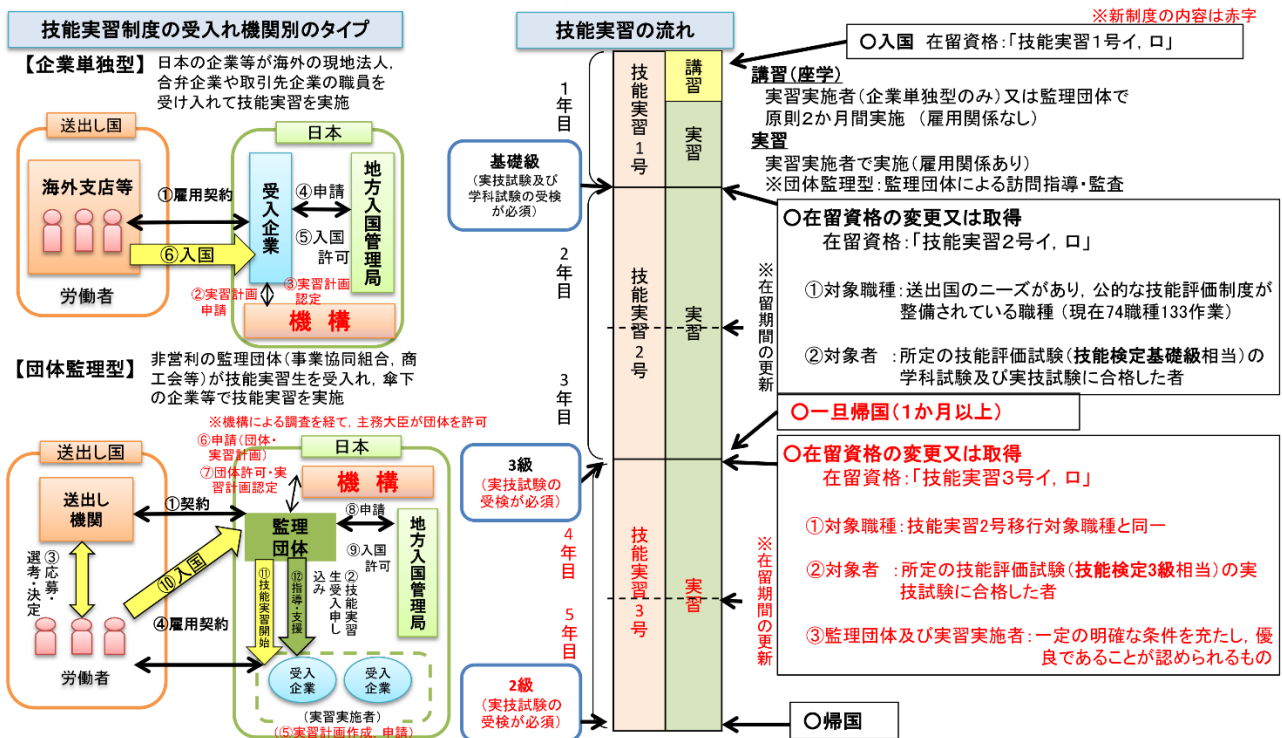 ※新制度の内容は赤字
技能実習制度の受入れ機関別のタイプ
【企業単独型】
日本の企業等が海外の現地法人，
合弁企業や取引先企業の職員を
受け入れて技能実習を実施
送出し国
日本
海外支店等
①雇用契約
受入企業
④申請
⑤入国
許可
地方入国管理局
⑥入国
労働者
②実習計画
申請
③実習計画
認定
機 構
【団体監理型】
非営利の監理団体（事業協同組合，商
工会等）が技能実習生を受入れ，傘下
の企業等で技能実習を実施
※機構による調査を経て，主務大臣が団体を許可
送出し国
日本
⑥申請（団体・
実習計画）
⑦団体許可・実
習計画認定
機 構
送出し
機関
①契約
監理
団体
⑧申請
⑨入国
許可
地方入国管理局
③応募・
選考・決定
⑩入国
⑪技能実習開始
⑫指導・支援
②技能実習
生受入申し
込み
④雇用契約
労働者
受入
企業
受入
企業
（実習実施者）
（⑤実習計画作成，申請）
技能実習の流れ
1年目
2年目
3年目
4年目
5年目
技能実習1号
技能実習2号
技能実習3号
講習
実習
実習
実習
基礎級
（実技試験及び
学科試験の受検
が必須）
3級
（実技試験の
受検が必須）
2級
（実技試験の
受検が必須）
※在留期間の更新
※在留期間の更新
○入国 在留資格：「技能実習1号イ，ロ」
講習（座学）
実習実施者（企業単独型のみ）又は監理団体で
原則2か月間実施 （雇用関係なし）
実習
実習実施者で実施（雇用関係あり）
※団体監理型：監理団体による訪問指導・監査
○在留資格の変更又は取得
在留資格：「技能実習2号イ，ロ」
①対象職種：送出国のニーズがあり，公的な技能評価制度が
整備されている職種（現在74職種133作業）
②対象者 ：所定の技能評価試験（技能検定基礎級相当）の
学科試験及び実技試験に合格した者
○一旦帰国（1か月以上）
○在留資格の変更又は取得
在留資格：「技能実習3号イ，ロ」
①対象職種：技能実習2号移行対象職種と同一
②対象者 ：所定の技能評価試験（技能検定3級相当）の実
技試験に合格した者
③監理団体及び実習実施者：一定の明確な条件を充たし，優
良であることが認められるもの
○帰国